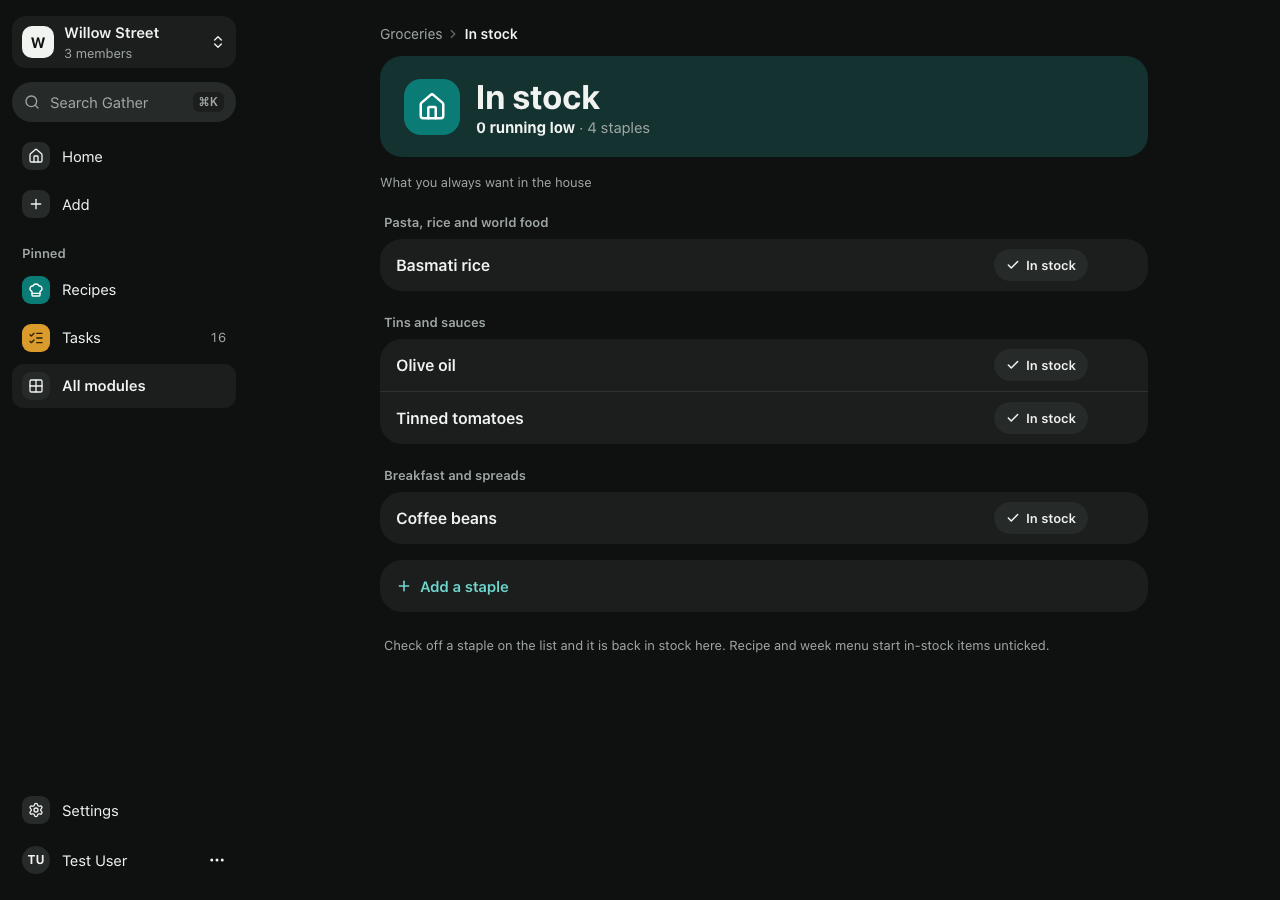 W
Willow Street
3 members
Search Gather
⌘K
Home
Add
Pinned
Recipes
Tasks
16
All modules
Settings
TU
Test User
Groceries
In stock
In stock
0 running low · 4 staples
What you always want in the house
Pasta, rice and world food
Basmati rice
In stock
Tins and sauces
Olive oil
In stock
Tinned tomatoes
In stock
Breakfast and spreads
Coffee beans
In stock
Add a staple
Check off a staple on the list and it is back in stock here. Recipe and week menu start in-stock items unticked.